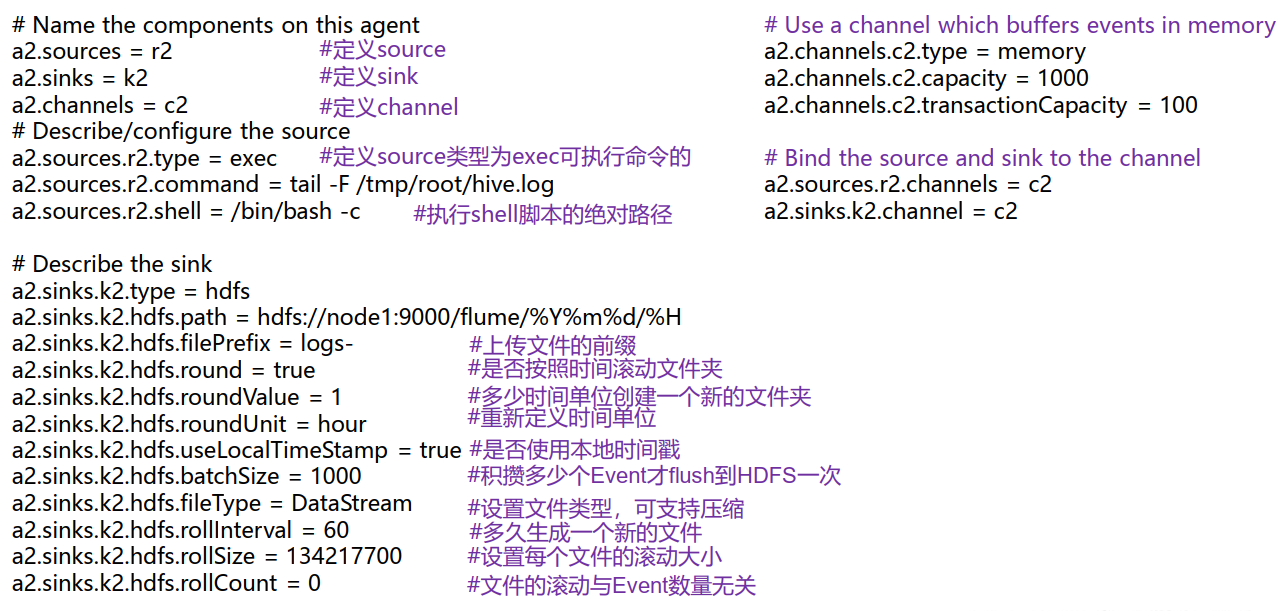 # Name the components on this agent
a2.sources = r2 #定义source
a2.sinks = k2 #定义sink
a2.channels = c2 #定义channel
# Describe/configure the source
a2.sources.r2.type = exec #定义source类型为exec可执行命令的
a2.sources.r2.command = tail -F /tmp/root/hive.log
a2.sources.r2.shell = /bin/bash -c #执行shell脚本的绝对路径
# Describe the sink
a2.sinks.k2.type = hdfs
a2.sinks.k2.hdfs.path = hdfs://node1:9000/flume/%Y%m%d/%H
a2.sinks.k2.hdfs.filePrefix = logs- #上传文件的前缀
a2.sinks.k2.hdfs.round = true #是否按照时间滚动文件夹
a2.sinks.k2.hdfs.roundValue = 1 #多少时间单位创建一个新的文件夹
a2.sinks.k2.hdfs.roundUnit = hour #重新定义时间单位
a2.sinks.k2.hdfs.useLocalTimeStamp = true #是否使用本地时间戳
a2.sinks.k2.hdfs.batchSize = 1000 #积攒多少个Event才flush到HDFS一次
a2.sinks.k2.hdfs.fileType = DataStream #设置文件类型，可支持压缩
a2.sinks.k2.hdfs.rollInterval = 60 #多久生成一个新的文件
a2.sinks.k2.hdfs.rollSize = 134217700 #设置每个文件的滚动大小
a2.sinks.k2.hdfs.rollCount = 0 #文件的滚动与Event数量无关
# Use a channel which buffers events in memory
a2.channels.c2.type = memory
a2.channels.c2.capacity = 1000
a2.channels.c2.transactionCapacity = 100
# Bind the source and sink to the channel
a2.sources.r2.channels = c2
a2.sinks.k2.channel = c2